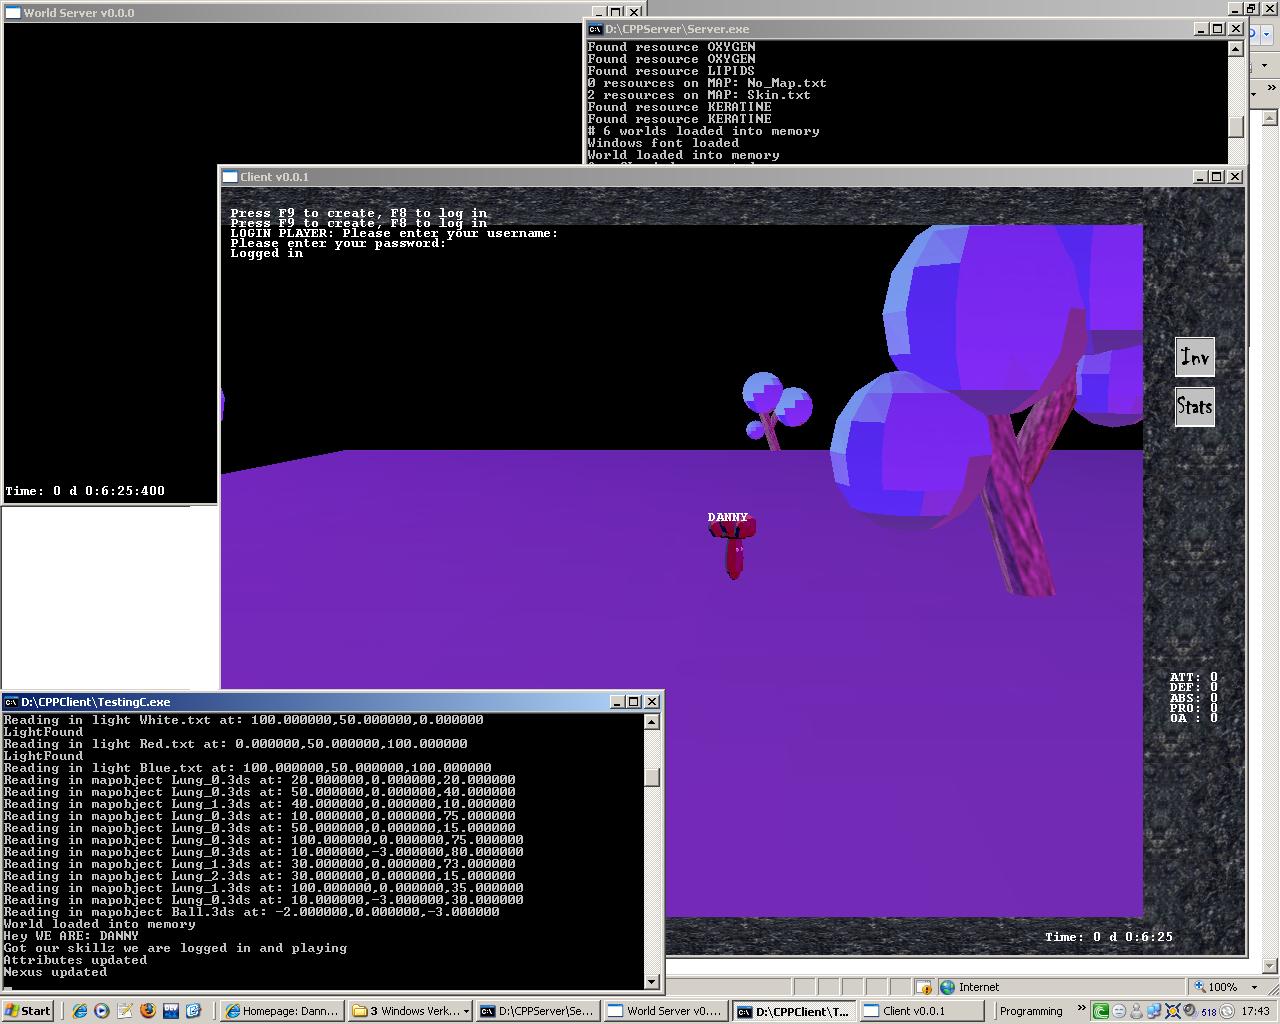 World Server v0.0.0
Time: 0 d 0:6:25:400
D:\CPPServer\Server.exe
Found resource OXYGEN
Found resource OXYGEN
Found resource LIPIDS
0 resources on MAP: No_Map.txt
2 resources on MAP: Skin.txt
Found resource KERATINE
Found resource KERATINE
# 6 worlds loaded into memory
Windows font loaded
World loaded into memory
Client v0.0.1
Press F9 to create, F8 to log in
Press F9 to create, F8 to log in
LOGIN PLAYER: Please enter your username:
Please enter your password:
Logged in
Inv
Stats
DANNY
ATT: 0
DEF: 0
ABS: 0
PRO: 0
OA : 0
Time: 0 d 0:6:25
D:\CPPClient\TestingC.exe
Reading in light White.txt at: 100.000000,50.000000,0.000000
LightFound
Reading in light Red.txt at: 0.000000,50.000000,100.000000
LightFound
Reading in light Blue.txt at: 100.000000,50.000000,100.000000
Reading in mapobject Lung_0.3ds at: 20.000000,0.000000,20.000000
Reading in mapobject Lung_0.3ds at: 50.000000,0.000000,40.000000
Reading in mapobject Lung_1.3ds at: 40.000000,0.000000,10.000000
Reading in mapobject Lung_0.3ds at: 10.000000,0.000000,75.000000
Reading in mapobject Lung_0.3ds at: 50.000000,0.000000,15.000000
Reading in mapobject Lung_0.3ds at: 100.000000,0.000000,75.000000
Reading in mapobject Lung_0.3ds at: 10.000000,-3.000000,80.000000
Reading in mapobject Lung_1.3ds at: 30.000000,0.000000,73.000000
Reading in mapobject Lung_2.3ds at: 30.000000,0.000000,15.000000
Reading in mapobject Lung_1.3ds at: 100.000000,0.000000,35.000000
Reading in mapobject Lung_0.3ds at: 10.000000,-3.000000,30.000000
Reading in mapobject Ball.3ds at: -2.000000,0.000000,-3.000000
World loaded into memory
Hey WE ARE: DANNY
Got our skillz we are logged in and playing
Attributes updated
Nexus updated
Internet
100%
Start
Homepage: Dann...
3 Windows Verk...
D:\CPPServer\Se...
World Server v0....
D:\CPPClient\T...
Client v0.0.1
Programming
518
17:43